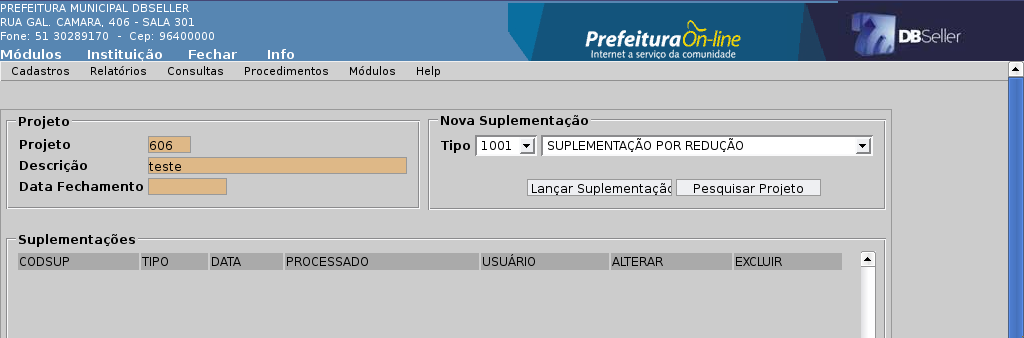 PREFEITURA MUNICIPAL DBSELLER
RUA GAL. CAMARA, 406 - SALA 301
Fone: 51 30289170 - Cep: 96400000
Módulos Instituição Fechar Info
Prefeitura On-line
Internet a serviço da comunidade
DBSeller
Cadastros Relatórios Consultas Procedimentos Módulos Help
Projeto
Projeto 606
Descrição teste
Data Fechamento
Nova Suplementação
Tipo 1001 SUPLEMENTAÇÃO POR REDUÇÃO
Lançar Suplementação Pesquisar Projeto
Suplementações
CODSUP TIPO DATA PROCESSADO USUÁRIO ALTERAR EXCLUIR